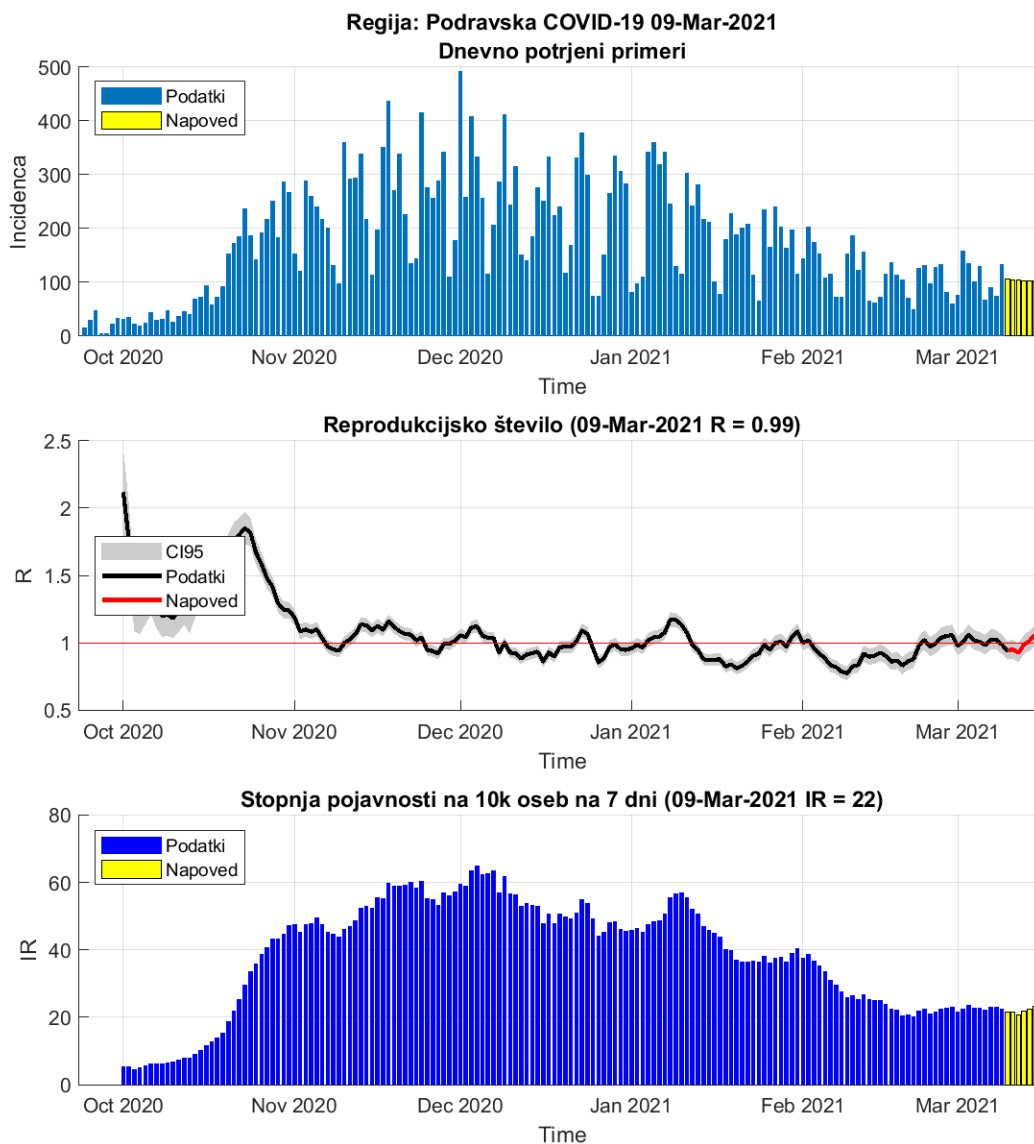 Regija: Podravska COVID-19 09-Mar-2021
Dnevno potrjeni primeri
500
400
300
200
100
0
Incidenca
Podatki
Napoved
Oct 2020 Nov 2020 Dec 2020 Jan 2021 Feb 2021 Mar 2021
Time
Reprodukcijsko število (09-Mar-2021 R = 0.99)
2.5
2
1.5
1
0.5
R
CI95
Podatki
Napoved
Oct 2020 Nov 2020 Dec 2020 Jan 2021 Feb 2021 Mar 2021
Time
Stopnja pojavnosti na 10k oseb na 7 dni (09-Mar-2021 IR = 22)
80
60
40
20
0
IR
Podatki
Napoved
Oct 2020 Nov 2020 Dec 2020 Jan 2021 Feb 2021 Mar 2021
Time